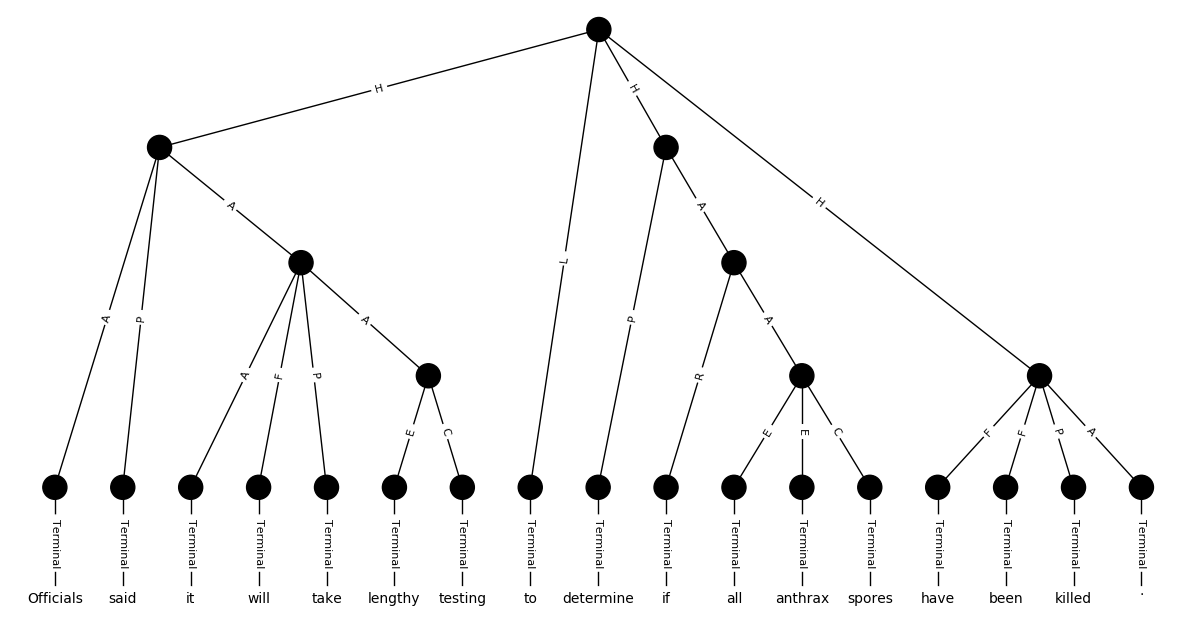 H
H
A
A
H
L
A
P
P
A
A
A
F
P
R
E
C
E
E
C
F
F
P
A
Terminal Terminal Terminal Terminal Terminal Terminal Terminal Terminal Terminal Terminal Terminal Terminal Terminal Terminal Terminal Terminal Terminal
Officials said it will take lengthy testing to determine if all anthrax spores have been killed .